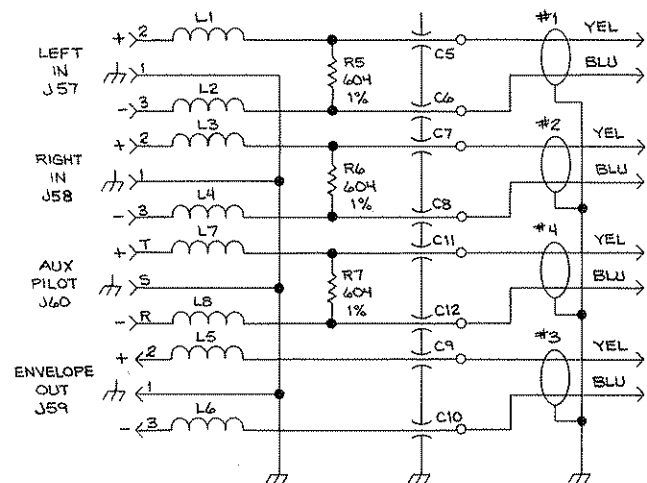 LEFT
IN
J57
+ 2 L1
1
- 3 L2
R5
604
1%
C5
C6
#1
YEL
BLU
RIGHT
IN
J58
+ 2 L3
1
- 3 L4
R6
604
1%
C7
C8
#2
YEL
BLU
AUX
PILOT
J60
+ T L7
S
- R L8
R7
604
1%
C11
C12
#4
YEL
BLU
ENVELOPE
OUT
J59
+ 2 L5
1
- 3 L6
C9
C10
#3
YEL
BLU